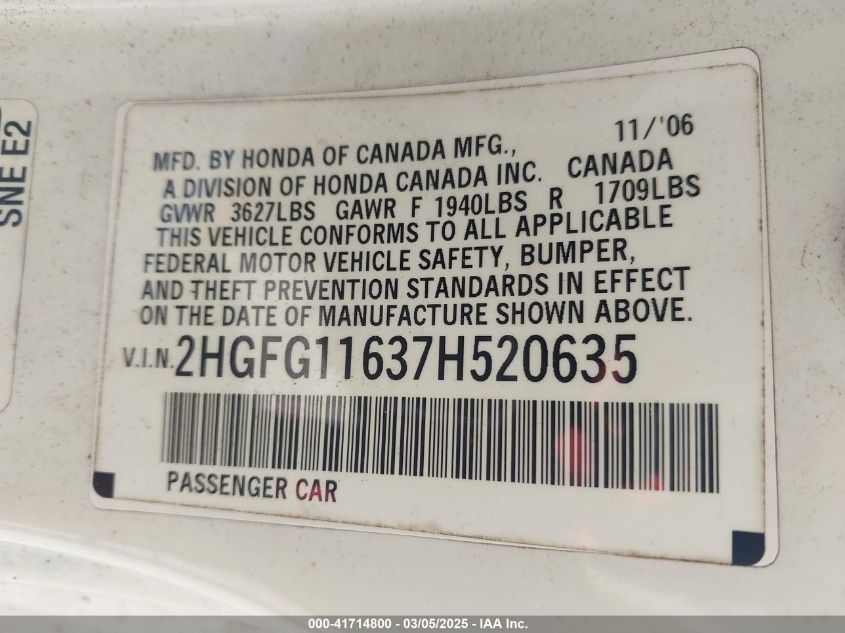 SNE E2
11/'06
MFD. BY HONDA OF CANADA MFG.,
A DIVISION OF HONDA CANADA INC. CANADA
GVWR 3627LBS GAWR F 1940LBS R 1709LBS
THIS VEHICLE CONFORMS TO ALL APPLICABLE
FEDERAL MOTOR VEHICLE SAFETY, BUMPER,
AND THEFT PREVENTION STANDARDS IN EFFECT
ON THE DATE OF MANUFACTURE SHOWN ABOVE.
V.I.N. 2HGFG11637H520635
PASSENGER CAR
000-41714800 - 03/05/2025 - IAA Inc.